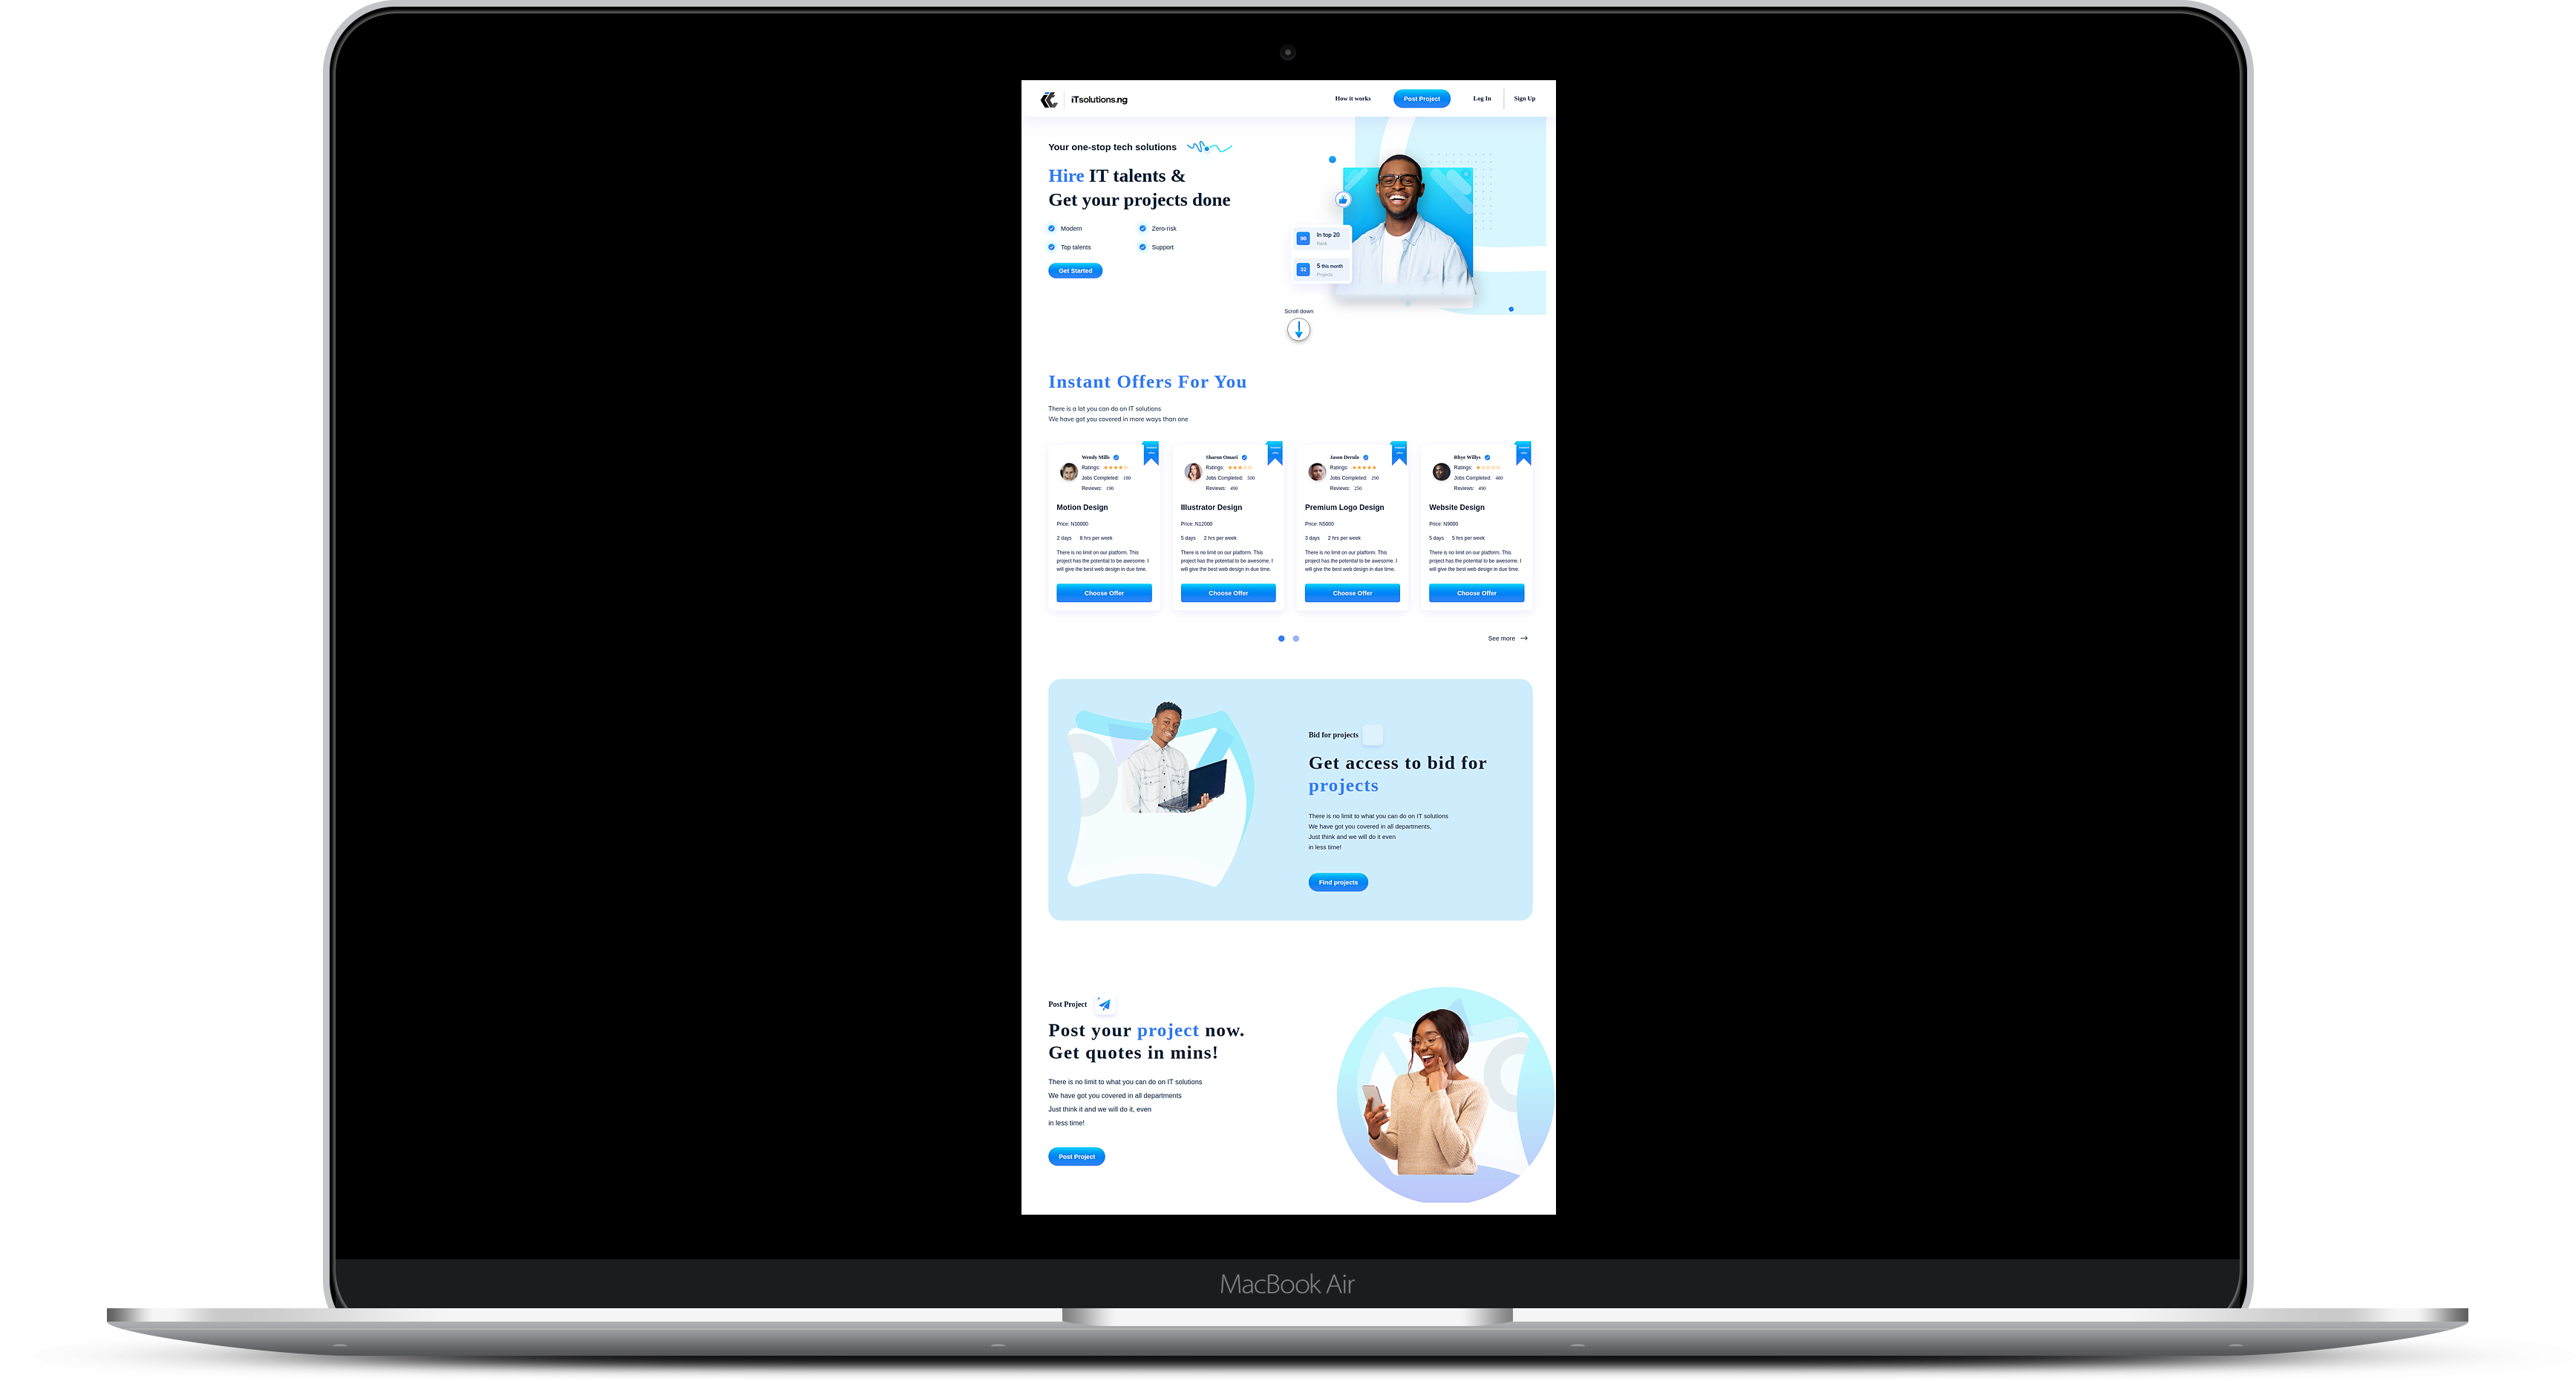 iTsolutions.ng
How it works
Post Project
Log In
Sign Up
Your one-stop tech solutions
Hire IT talents &
Get your projects done
Modern
Zero-risk
Top talents
Support
Get Started
90
In top 20
Rank
32
5 this month
Projects
Scroll down
Instant Offers For You
There is a lot you can do on IT solutions
We have got you covered in more ways than one
Wendy Mills
Ratings:
Jobs Completed: 180
Reviews: 190
offer
Motion Design
Price: N10000
2 days 8 hrs per week
There is no limit on our platform. This
project has the potential to be awesome. I
will give the best web design in due time.
Choose Offer
Sharon Omari
Ratings:
Jobs Completed: 500
Reviews: 490
offer
Illustrator Design
Price: N12000
5 days 2 hrs per week
There is no limit on our platform. This
project has the potential to be awesome. I
will give the best web design in due time.
Choose Offer
Jason Derulo
Ratings:
Jobs Completed: 290
Reviews: 250
offer
Premium Logo Design
Price: N5000
3 days 2 hrs per week
There is no limit on our platform. This
project has the potential to be awesome. I
will give the best web design in due time.
Choose Offer
Rhye Willys
Ratings:
Jobs Completed: 480
Reviews: 490
offer
Website Design
Price: N9000
5 days 5 hrs per week
There is no limit on our platform. This
project has the potential to be awesome. I
will give the best web design in due time.
Choose Offer
See more
Bid for projects
Get access to bid for
projects
There is no limit to what you can do on IT solutions
We have got you covered in all departments,
Just think and we will do it even
in less time!
Find projects
Post Project
Post your project now.
Get quotes in mins!
There is no limit to what you can do on IT solutions
We have got you covered in all departments
Just think it and we will do it, even
in less time!
Post Project
MacBook Air